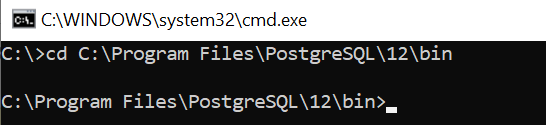 C:\WINDOWS\system32\cmd.exe
C:\>cd C:\Program Files\PostgreSQL\12\bin
C:\Program Files\PostgreSQL\12\bin>